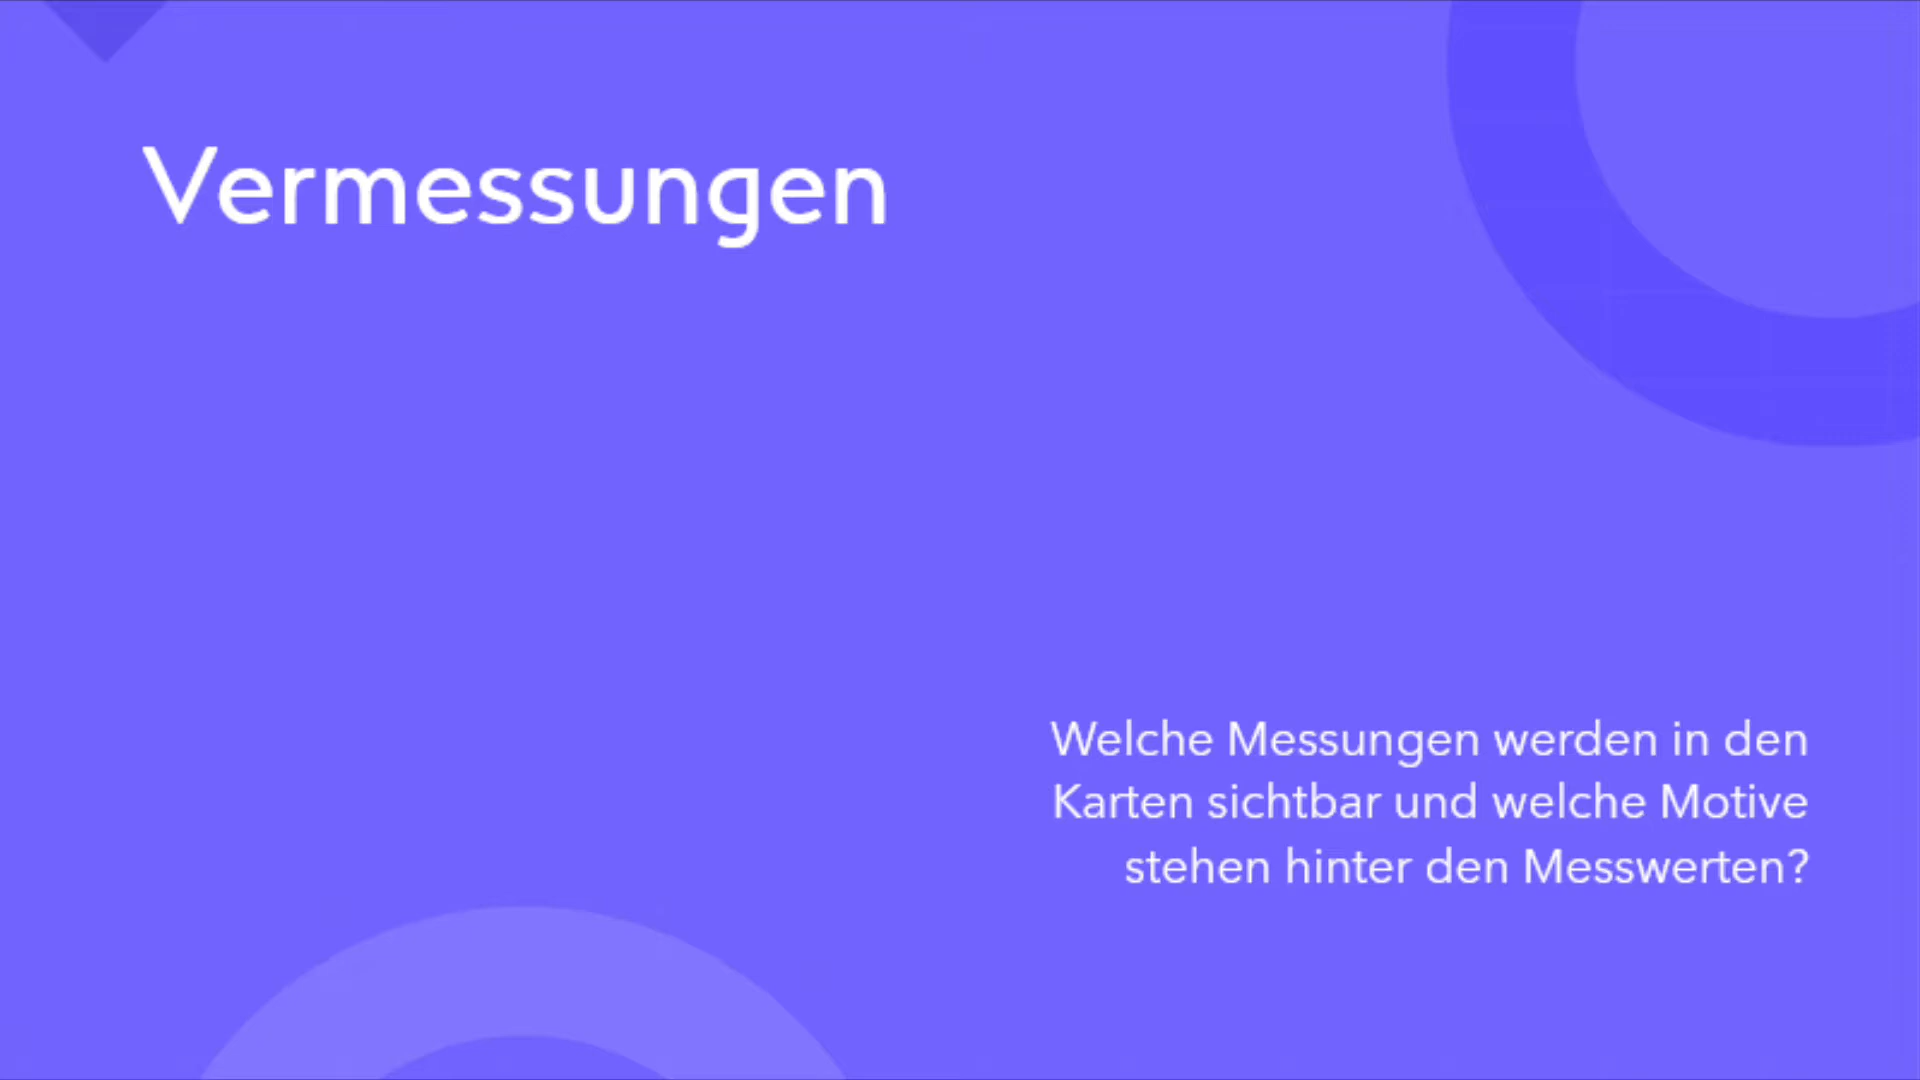 Vermessungen
Welche Messungen werden in den
Karten sichtbar und welche Motive
stehen hinter den Messwerten?